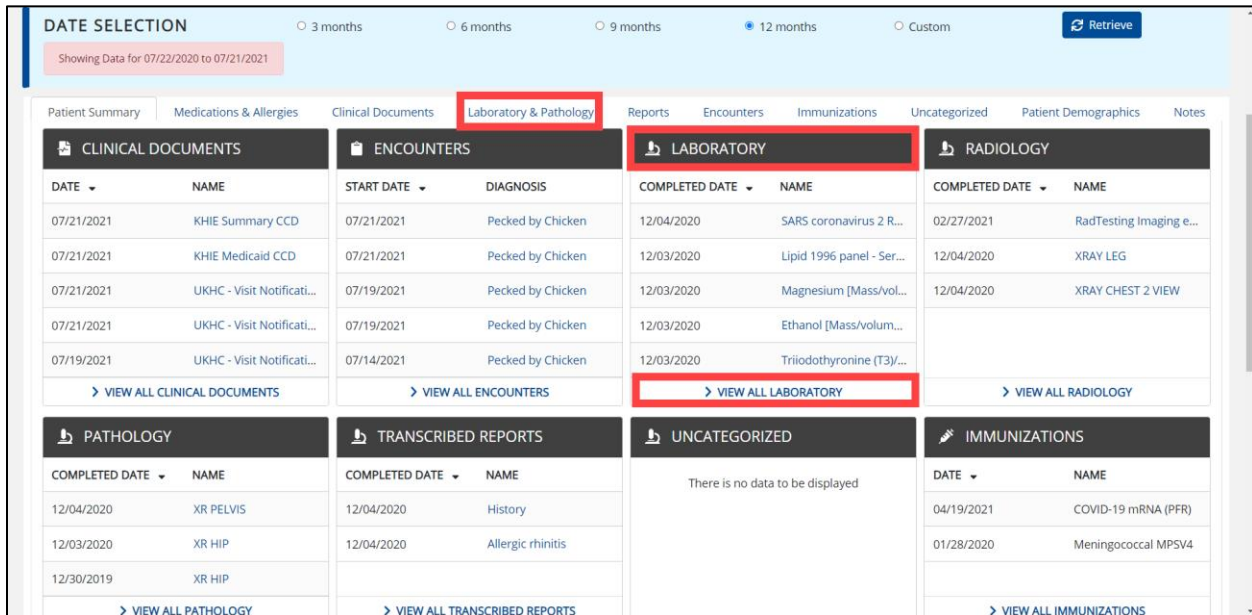 DATE SELECTION 3 months 6 months 9 months 12 months Custom Retrieve
Showing Data for 07/22/2020 to 07/21/2021
Patient Summary Medications & Allergies Clinical Documents Laboratory & Pathology Reports Encounters Immunizations Uncategorized Patient Demographics Notes
CLINICAL DOCUMENTS
DATE NAME
07/21/2021 KHIE Summary CCD
07/21/2021 KHIE Medicaid CCD
07/21/2021 UKHC - Visit Notificati...
07/21/2021 UKHC - Visit Notificati...
07/19/2021 UKHC - Visit Notificati...
VIEW ALL CLINICAL DOCUMENTS
ENCOUNTERS
START DATE DIAGNOSIS
07/21/2021 Pecked by Chicken
07/21/2021 Pecked by Chicken
07/19/2021 Pecked by Chicken
07/19/2021 Pecked by Chicken
07/14/2021 Pecked by Chicken
VIEW ALL ENCOUNTERS
LABORATORY
COMPLETED DATE NAME
12/04/2020 SARS coronavirus 2 R...
12/03/2020 Lipid 1996 panel - Ser...
12/03/2020 Magnesium [Mass/vol...
12/03/2020 Ethanol [Mass/volum...
12/03/2020 Triiodothyronine (T3)/...
VIEW ALL LABORATORY
RADIOLOGY
COMPLETED DATE NAME
02/27/2021 RadTesting Imaging e...
12/04/2020 XRAY LEG
12/04/2020 XRAY CHEST 2 VIEW
VIEW ALL RADIOLOGY
PATHOLOGY
COMPLETED DATE NAME
12/04/2020 XR PELVIS
12/03/2020 XR HIP
12/30/2019 XR HIP
VIEW ALL PATHOLOGY
TRANSCRIBED REPORTS
COMPLETED DATE NAME
12/04/2020 History
12/04/2020 Allergic rhinitis
VIEW ALL TRANSCRIBED REPORTS
UNCATEGORIZED
There is no data to be displayed
IMMUNIZATIONS
DATE NAME
04/19/2021 COVID-19 mRNA (PFR)
01/28/2020 Meningococcal MPSV4
VIEW ALL IMMUNIZATIONS